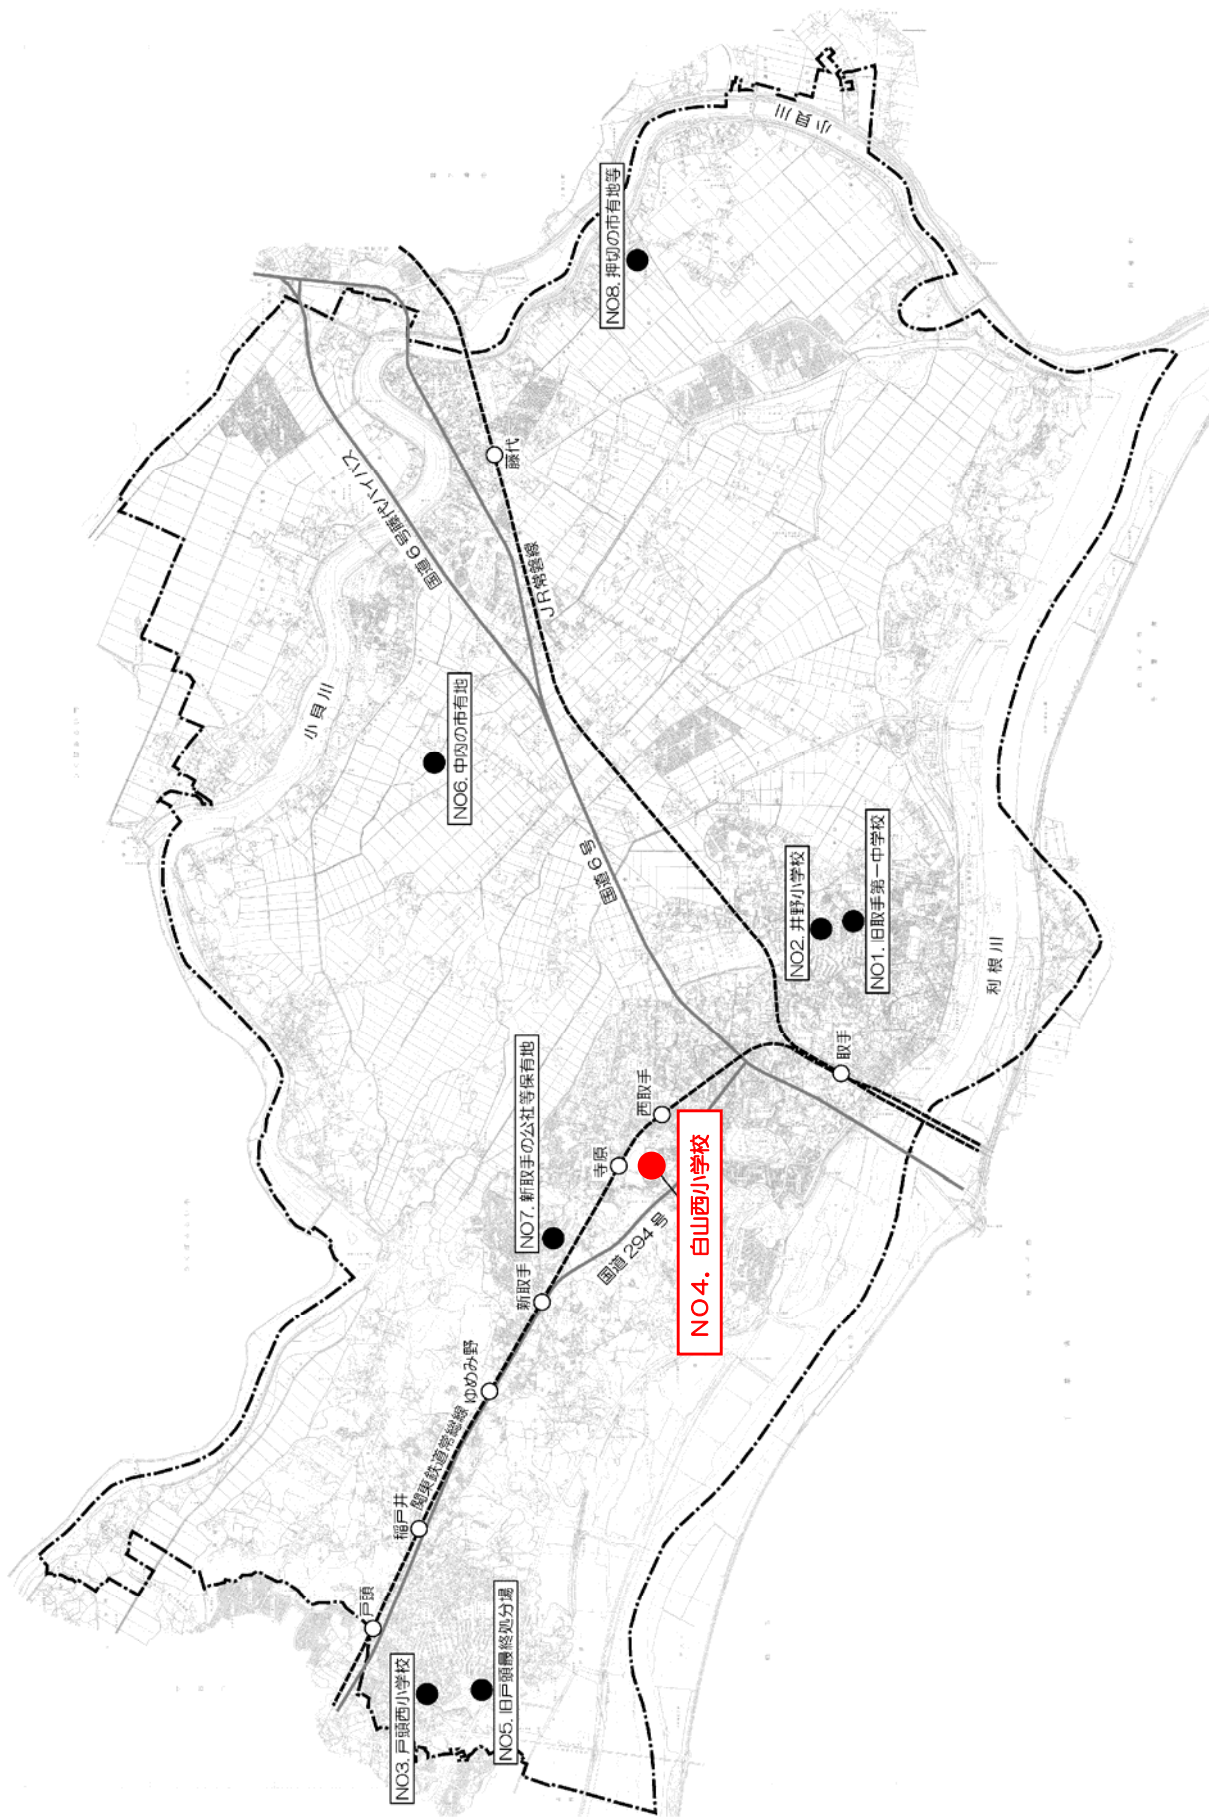 小貝川
NO8. 押切の市有地等
藤代
国道6号藤代バイパス
JR常磐線
小貝川
NO6. 中内の市有地
国道6号
NO2. 井野小学校
NO1. 旧取手第一中学校
利根川
取手
西取手
寺原
NO7. 新取手の公社等保有地
NO4. 白山西小学校
国道294号
新取手
ゆめみ野
関東鉄道常総線
稲戸井
戸頭
NO3. 戸頭西小学校
NO5. 旧戸頭最終処分場